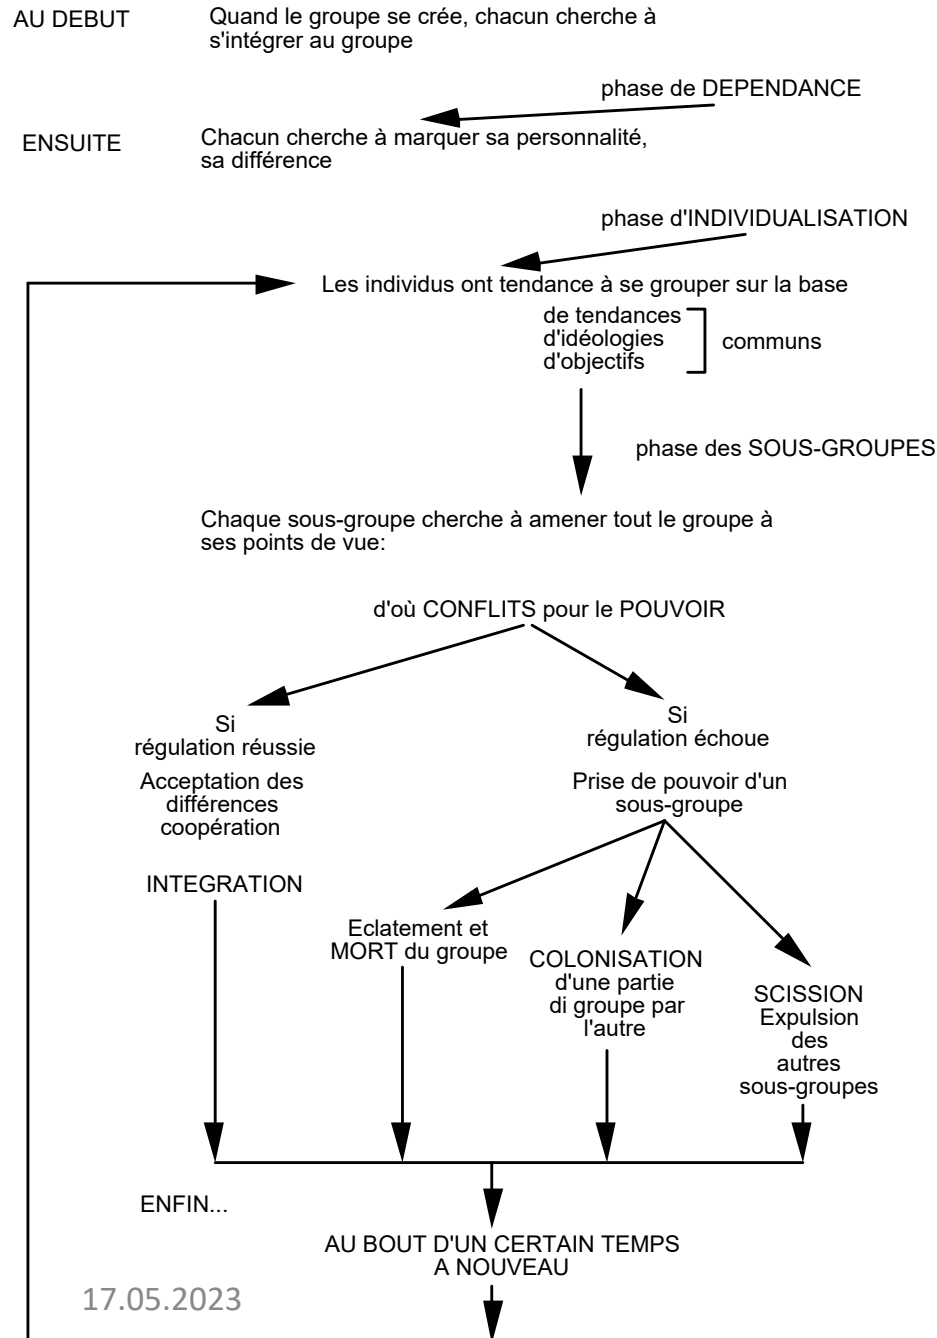 AU DEBUT
Quand le groupe se crée, chacun cherche à
s'intégrer au groupe
phase de DEPENDANCE
ENSUITE
Chacun cherche à marquer sa personnalité,
sa différence
phase d'INDIVIDUALISATION
Les individus ont tendance à se grouper sur la base
de tendances
d'idéologies
d'objectifs
communs
phase des SOUS-GROUPES
Chaque sous-groupe cherche à amener tout le groupe à
ses points de vue:
d'où CONFLITS pour le POUVOIR
Si
régulation réussie
Acceptation des
différences
coopération
INTEGRATION
Si
régulation échoue
Prise de pouvoir d'un
sous-groupe
Eclatement et
MORT du groupe
COLONISATION
d'une partie
di groupe par
l'autre
SCISSION
Expulsion
des
autres
sous-groupes
ENFIN...
AU BOUT D'UN CERTAIN TEMPS
A NOUVEAU
17.05.2023